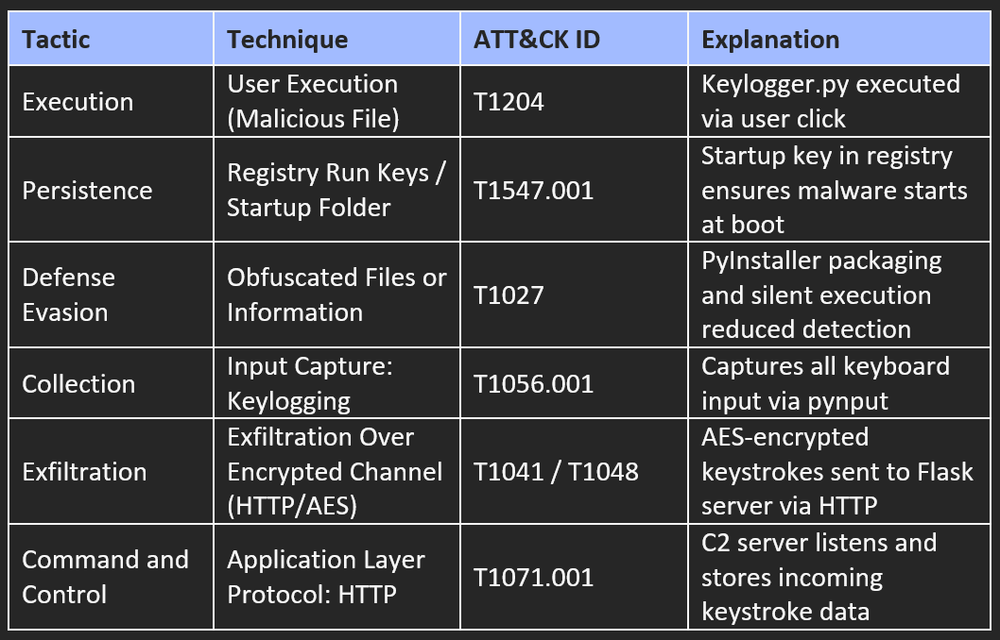 Tactic
Technique
ATT&CK ID
Explanation
Execution
User Execution
(Malicious File)
T1204
Keylogger.py executed
via user click
Persistence
Registry Run Keys /
Startup Folder
T1547.001
Startup key in registry
ensures malware starts
at boot
Defense
Evasion
Obfuscated Files or
Information
T1027
PyInstaller packaging
and silent execution
reduced detection
Collection
Input Capture:
Keylogging
T1056.001
Captures all keyboard
input via pynput
Exfiltration
Exfiltration Over
Encrypted Channel
(HTTP/AES)
T1041 / T1048
AES-encrypted
keystrokes sent to Flask
server via HTTP
Command and
Control
Application Layer
Protocol: HTTP
T1071.001
C2 server listens and
stores incoming
keystroke data